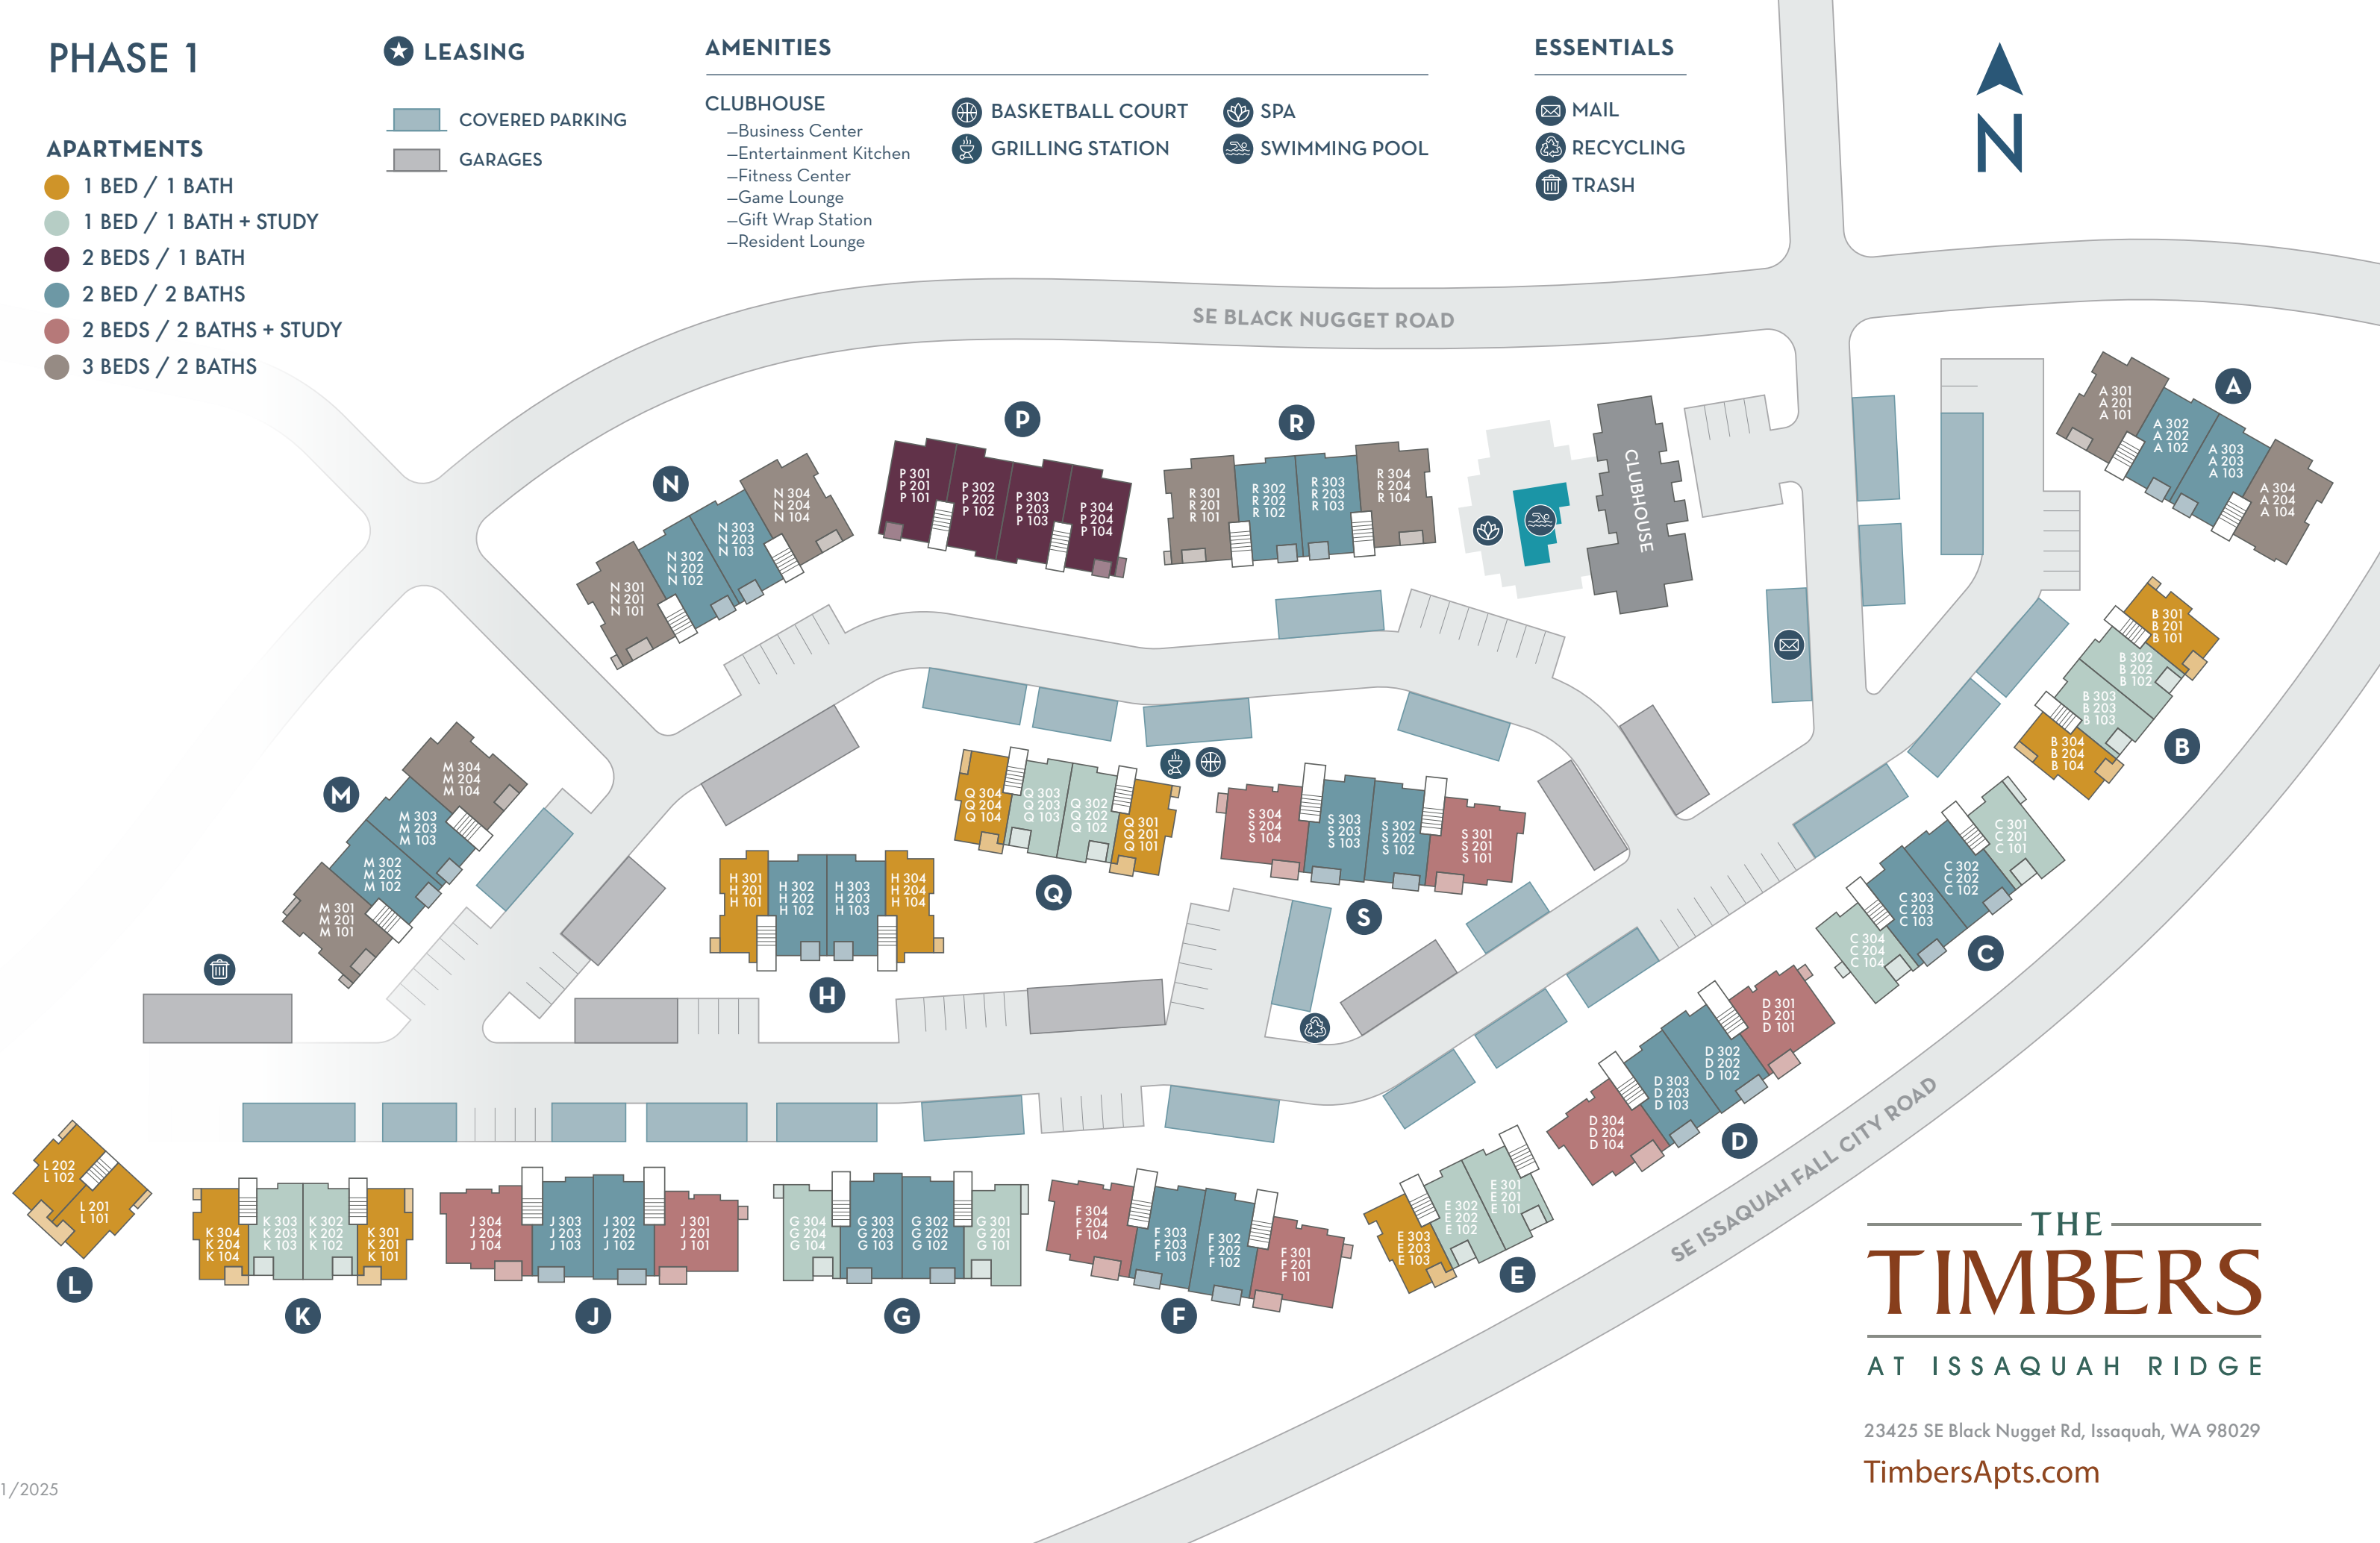 PHASE 1
LEASING
COVERED PARKING
GARAGES
APARTMENTS
1 BED / 1 BATH
1 BED / 1 BATH + STUDY
2 BEDS / 1 BATH
2 BED / 2 BATHS
2 BEDS / 2 BATHS + STUDY
3 BEDS / 2 BATHS
AMENITIES
CLUBHOUSE
–Business Center
–Entertainment Kitchen
–Fitness Center
–Game Lounge
–Gift Wrap Station
–Resident Lounge
BASKETBALL COURT
GRILLING STATION
SPA
SWIMMING POOL
ESSENTIALS
MAIL
RECYCLING
TRASH
N
SE BLACK NUGGET ROAD
A
A 301
A 201
A 101
A 302
A 202
A 102
A 303
A 203
A 103
A 304
A 204
A 104
P
P 301
P 201
P 101
P 302
P 202
P 102
P 303
P 203
P 103
P 304
P 204
P 104
R
R 301
R 201
R 101
R 302
R 202
R 102
R 303
R 203
R 103
R 304
R 204
R 104
CLUBHOUSE
N
N 301
N 201
N 101
N 302
N 202
N 102
N 303
N 203
N 103
N 304
N 204
N 104
B 301
B 201
B 101
B 302
B 202
B 102
B 303
B 203
B 103
B 304
B 204
B 104
B
M
M 304
M 204
M 104
M 303
M 203
M 103
M 302
M 202
M 102
M 301
M 201
M 101
Q 304
Q 204
Q 104
Q 303
Q 203
Q 103
Q 302
Q 202
Q 102
Q 301
Q 201
Q 101
Q
S 304
S 204
S 104
S 303
S 203
S 103
S 302
S 202
S 102
S 301
S 201
S 101
S
H 301
H 201
H 101
H 302
H 202
H 102
H 303
H 203
H 103
H 304
H 204
H 104
H
C 301
C 201
C 101
C 302
C 202
C 102
C 303
C 203
C 103
C 304
C 204
C 104
C
D 301
D 201
D 101
D 302
D 202
D 102
D 303
D 203
D 103
D 304
D 204
D 104
D
SE ISSAQUAH FALL CITY ROAD
L 202
L 102
L 201
L 101
L
K 304
K 204
K 104
K 303
K 203
K 103
K 302
K 202
K 102
K 301
K 201
K 101
K
J 304
J 204
J 104
J 303
J 203
J 103
J 302
J 202
J 102
J 301
J 201
J 101
J
G 304
G 204
G 104
G 303
G 203
G 103
G 302
G 202
G 102
G 301
G 201
G 101
G
F 304
F 204
F 104
F 303
F 203
F 103
F 302
F 202
F 102
F 301
F 201
F 101
F
E 303
E 203
E 103
E 302
E 202
E 102
E 301
E 201
E 101
E
THE
TIMBERS
AT ISSAQUAH RIDGE
23425 SE Black Nugget Rd, Issaquah, WA 98029
TimbersApts.com
1/2025